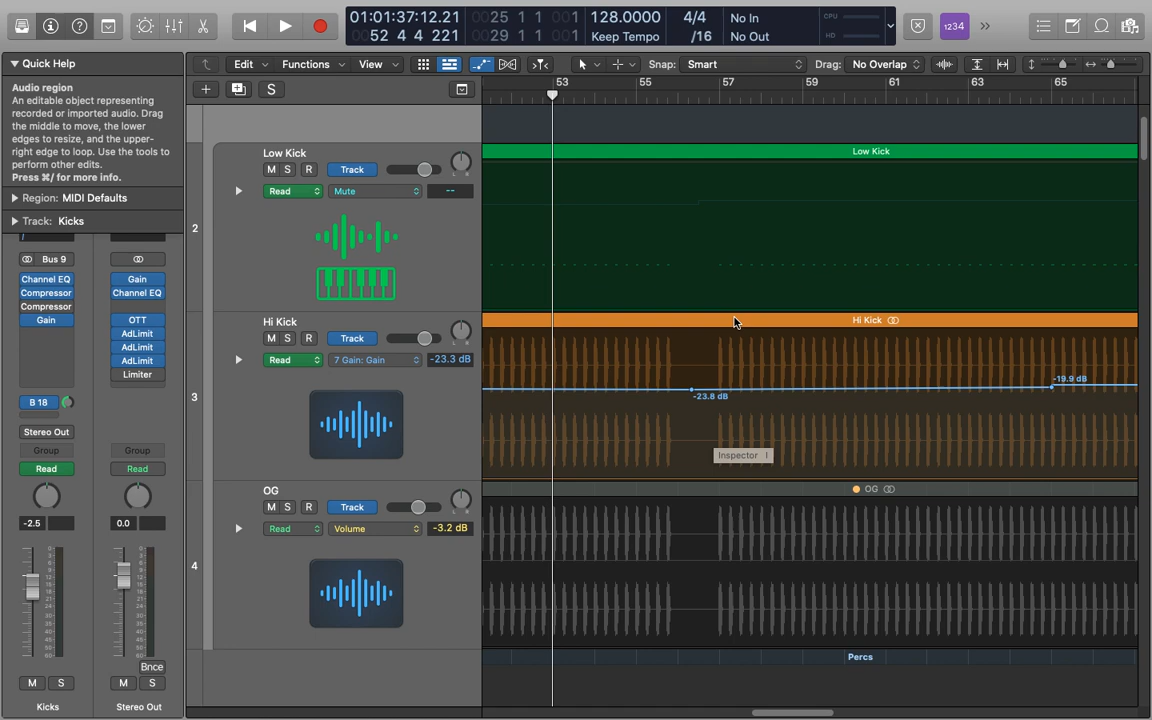 01:01:37:12.21
0025 1 1 001
128.0000
4/4
No In
CPU
1234
52 4 4 221
0029 1 1 001
Keep Tempo
/16
No Out
HD
Quick Help
Edit
Functions
View
Snap:
Smart
Drag:
No Overlap
Audio region
An editable object representing
recorded or imported audio. Drag
the middle to move, the lower
edges to resize, and the upper-
right edge to loop. Use the tools to
perform other edits.
Press ⌘/ for more info.
S
53
55
57
59
61
63
65
Region: MIDI Defaults
Track: Kicks
Bus 9
Channel EQ
Compressor
Compressor
Gain
Gain
Channel EQ
OTT
AdLimit
AdLimit
AdLimit
Limiter
B 18
Stereo Out
Group
Group
Read
Read
-2.5
0.0
Bnce
M
S
M
S
Kicks
Stereo Out
2
Low Kick
M
S
R
Track
L
R
Read
Mute
--
Low Kick
3
Hi Kick
M
S
R
Track
L
R
Read
7 Gain: Gain
-23.3 dB
Hi Kick
-19.9 dB
-23.8 dB
Inspector I
4
OG
M
S
R
Track
L
R
Read
Volume
-3.2 dB
OG
Percs